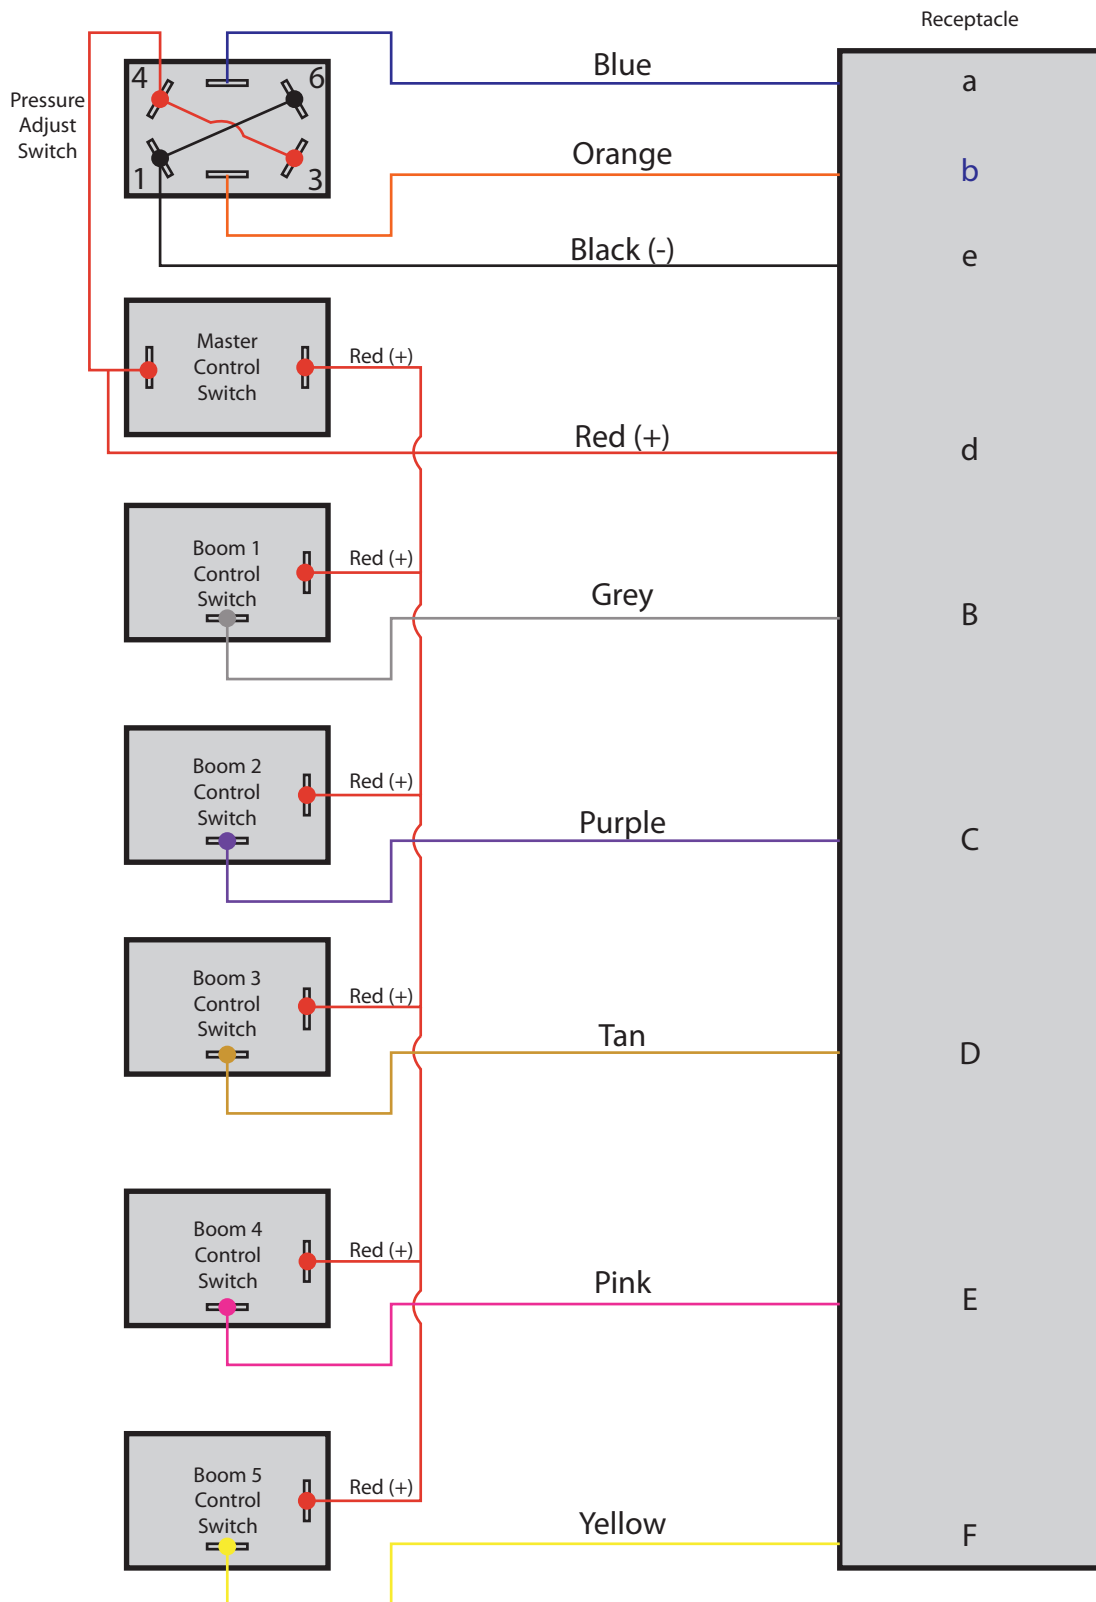 Receptacle
Blue
a
4
6
Pressure
Adjust
Switch
Orange
b
1
3
Black (-)
e
Master
Control
Switch
Red (+)
Red (+)
d
Boom 1
Control
Switch
Red (+)
Grey
B
Boom 2
Control
Switch
Red (+)
Purple
C
Boom 3
Control
Switch
Red (+)
Tan
D
Boom 4
Control
Switch
Red (+)
Pink
E
Boom 5
Control
Switch
Red (+)
Yellow
F